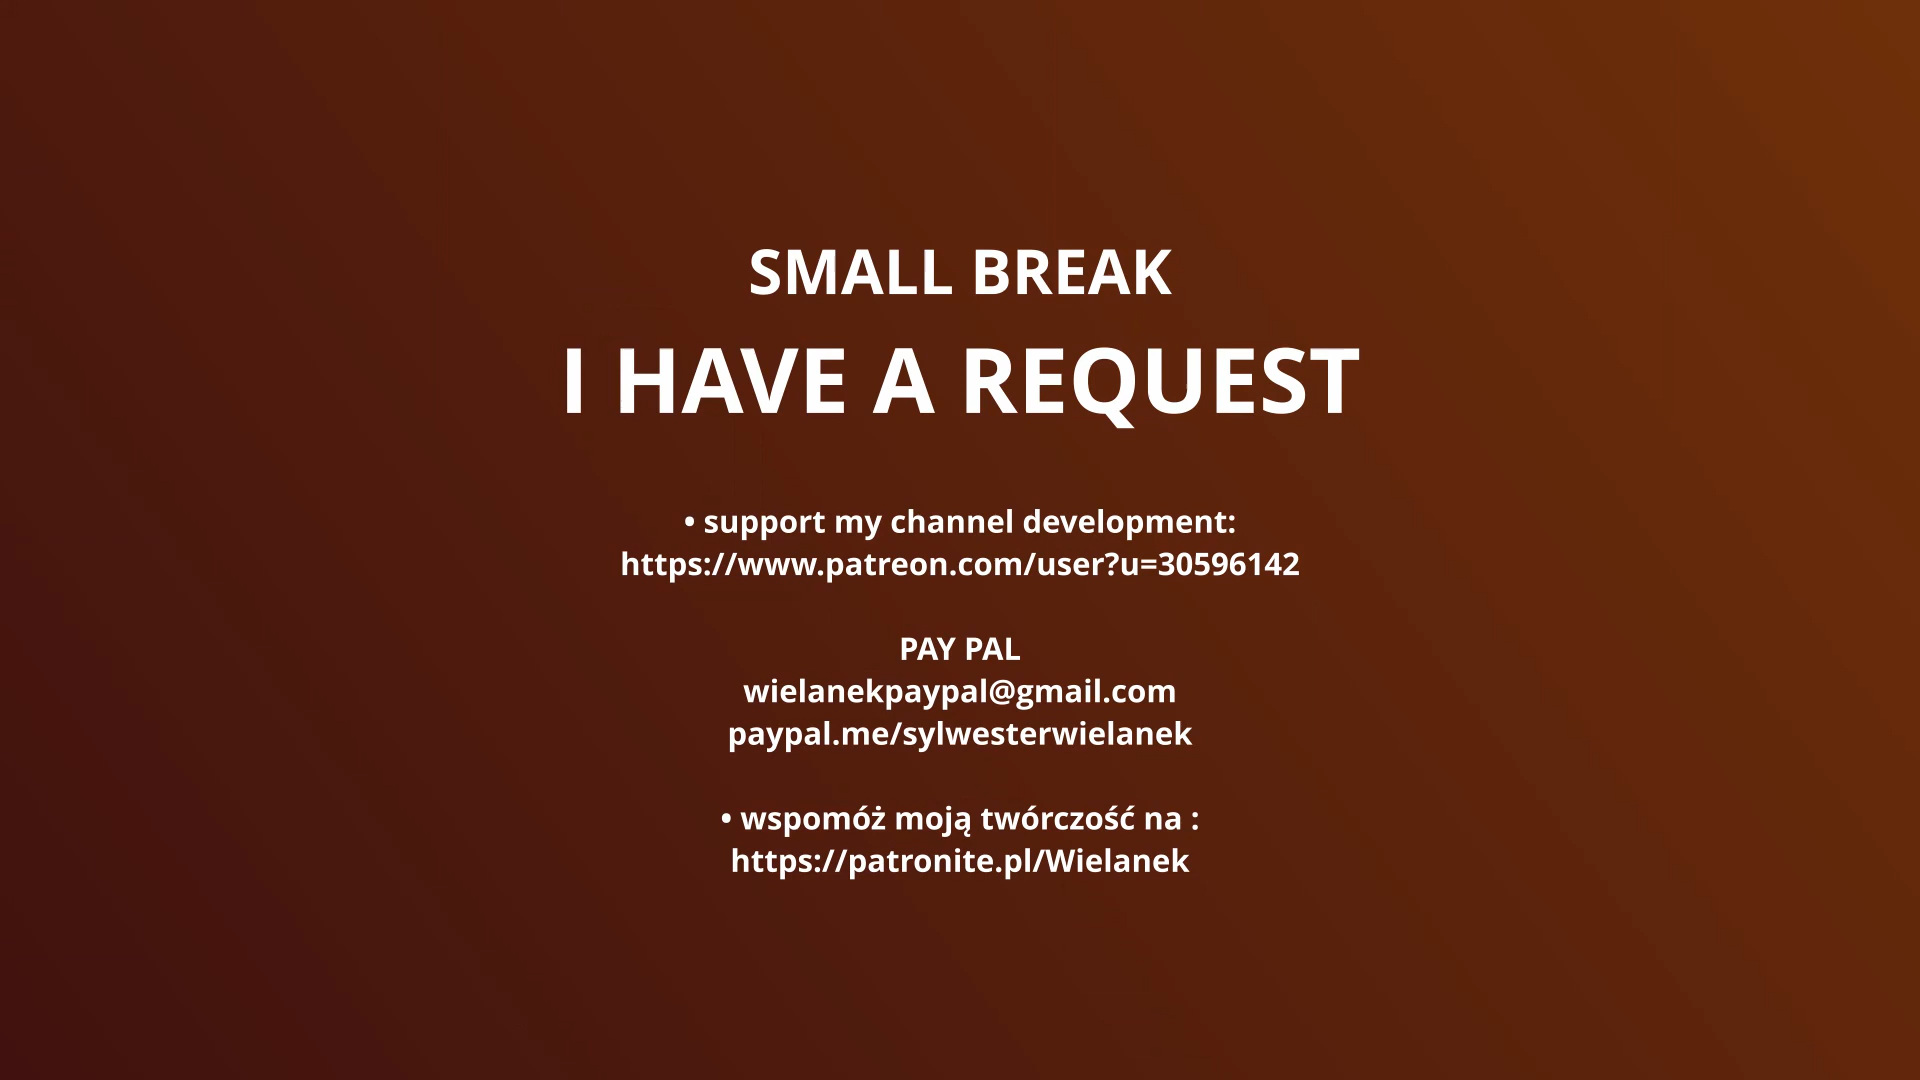 SMALL BREAK
I HAVE A REQUEST
• support my channel development:
https://www.patreon.com/user?u=30596142
PAY PAL
wielanekpaypal@gmail.com
paypal.me/sylwesterwielanek
• wspomóż moją twórczość na :
https://patronite.pl/Wielanek